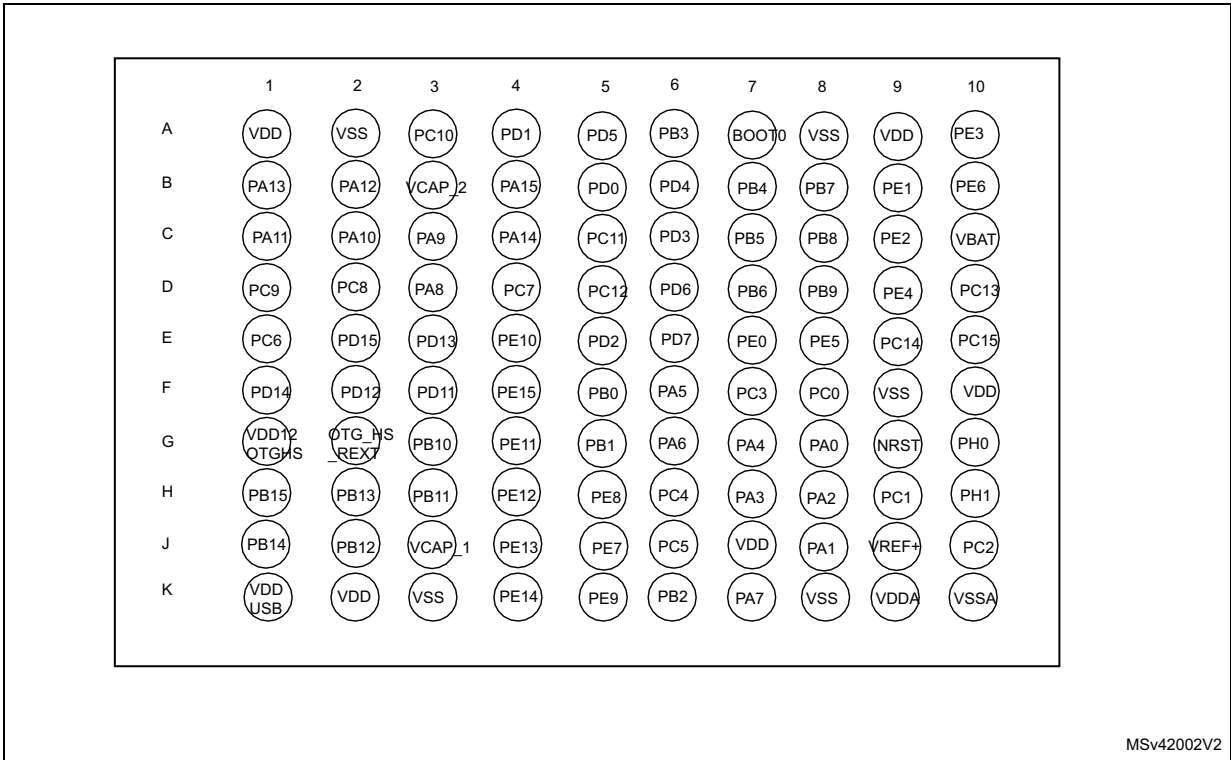 1 2 3 4 5 6 7 8 9 10
A VDD VSS PC10 PD1 PD5 PB3 BOOT0 VSS VDD PE3
B PA13 PA12 VCAP_2 PA15 PD0 PD4 PB4 PB7 PE1 PE6
C PA11 PA10 PA9 PA14 PC11 PD3 PB5 PB8 PE2 VBAT
D PC9 PC8 PA8 PC7 PC12 PD6 PB6 PB9 PE4 PC13
E PC6 PD15 PD13 PE10 PD2 PD7 PE0 PE5 PC14 PC15
F PD14 PD12 PD11 PE15 PB0 PA5 PC3 PC0 VSS VDD
VDD12 OTG_HS
G OTGHS _REXT PB10 PE11 PB1 PA6 PA4 PA0 NRST PH0
H PB15 PB13 PB11 PE12 PE8 PC4 PA3 PA2 PC1 PH1
J PB14 PB12 VCAP_1 PE13 PE7 PC5 VDD PA1 VREF+ PC2
K VDD VDD VSS PE14 PE9 PB2 PA7 VSS VDDA VSSA
USB
MSv42002V2